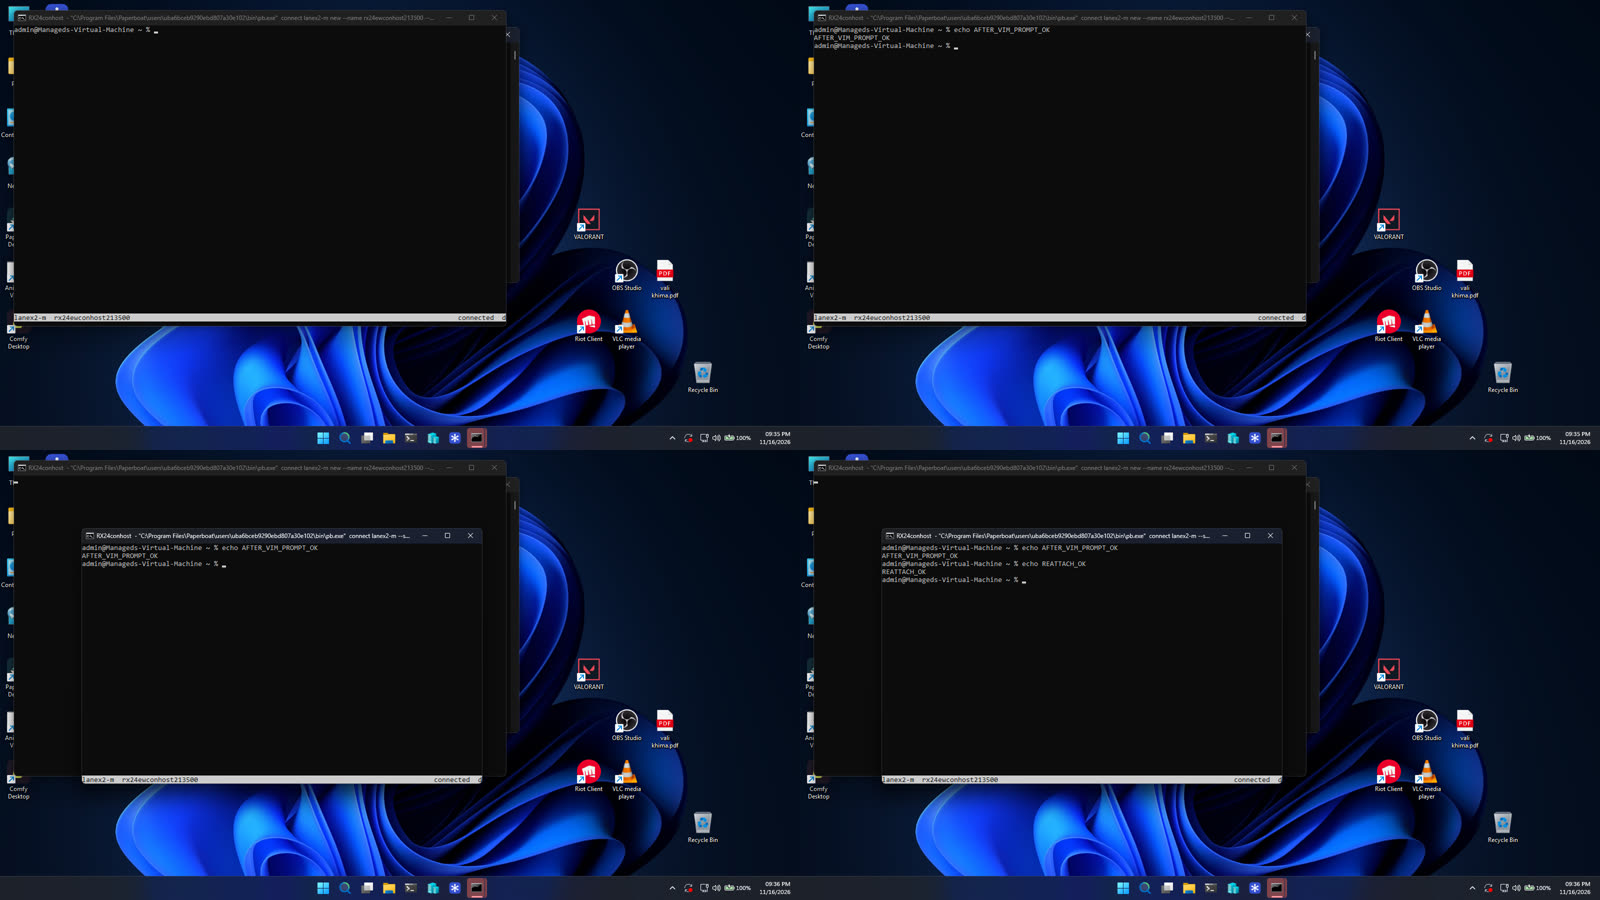 RX24conhost - "C:\Program Files\Paperboat\users\uba6bceb9290ebd807a30e102\bin\pb.exe" connect lanex2-m new --name rx24ewconhost213500 --...
admin@Manageds-Virtual-Machine ~ %
VALORANT
OBS Studio
PDF
vali khima.pdf
Riot Client
VLC media player
Comfy Desktop
Recycle Bin
lanex2-m rx24ewconhost213500 connected d
100%
09:35 PM
11/16/2026
RX24conhost - "C:\Program Files\Paperboat\users\uba6bceb9290ebd807a30e102\bin\pb.exe" connect lanex2-m new --name rx24ewconhost213500 --...
admin@Manageds-Virtual-Machine ~ % echo AFTER_VIM_PROMPT_OK
AFTER_VIM_PROMPT_OK
admin@Manageds-Virtual-Machine ~ %
VALORANT
OBS Studio
PDF
vali khima.pdf
Riot Client
VLC media player
Comfy Desktop
Recycle Bin
lanex2-m rx24ewconhost213500 connected d
100%
09:35 PM
11/16/2026
RX24conhost - "C:\Program Files\Paperboat\users\uba6bceb9290ebd807a30e102\bin\pb.exe" connect lanex2-m new --name rx24ewconhost213500 --...
RX24conhost - "C:\Program Files\Paperboat\users\uba6bceb9290ebd807a30e102\bin\pb.exe" connect lanex2-m --s...
admin@Manageds-Virtual-Machine ~ % echo AFTER_VIM_PROMPT_OK
AFTER_VIM_PROMPT_OK
admin@Manageds-Virtual-Machine ~ %
VALORANT
OBS Studio
PDF
vali khima.pdf
Riot Client
VLC media player
Comfy Desktop
Recycle Bin
lanex2-m rx24ewconhost213500 connected d
100%
09:36 PM
11/16/2026
RX24conhost - "C:\Program Files\Paperboat\users\uba6bceb9290ebd807a30e102\bin\pb.exe" connect lanex2-m new --name rx24ewconhost213500 --...
RX24conhost - "C:\Program Files\Paperboat\users\uba6bceb9290ebd807a30e102\bin\pb.exe" connect lanex2-m --s...
admin@Manageds-Virtual-Machine ~ % echo AFTER_VIM_PROMPT_OK
AFTER_VIM_PROMPT_OK
admin@Manageds-Virtual-Machine ~ % echo REATTACH_OK
REATTACH_OK
admin@Manageds-Virtual-Machine ~ %
VALORANT
OBS Studio
PDF
vali khima.pdf
Riot Client
VLC media player
Comfy Desktop
Recycle Bin
lanex2-m rx24ewconhost213500 connected d
100%
09:36 PM
11/16/2026